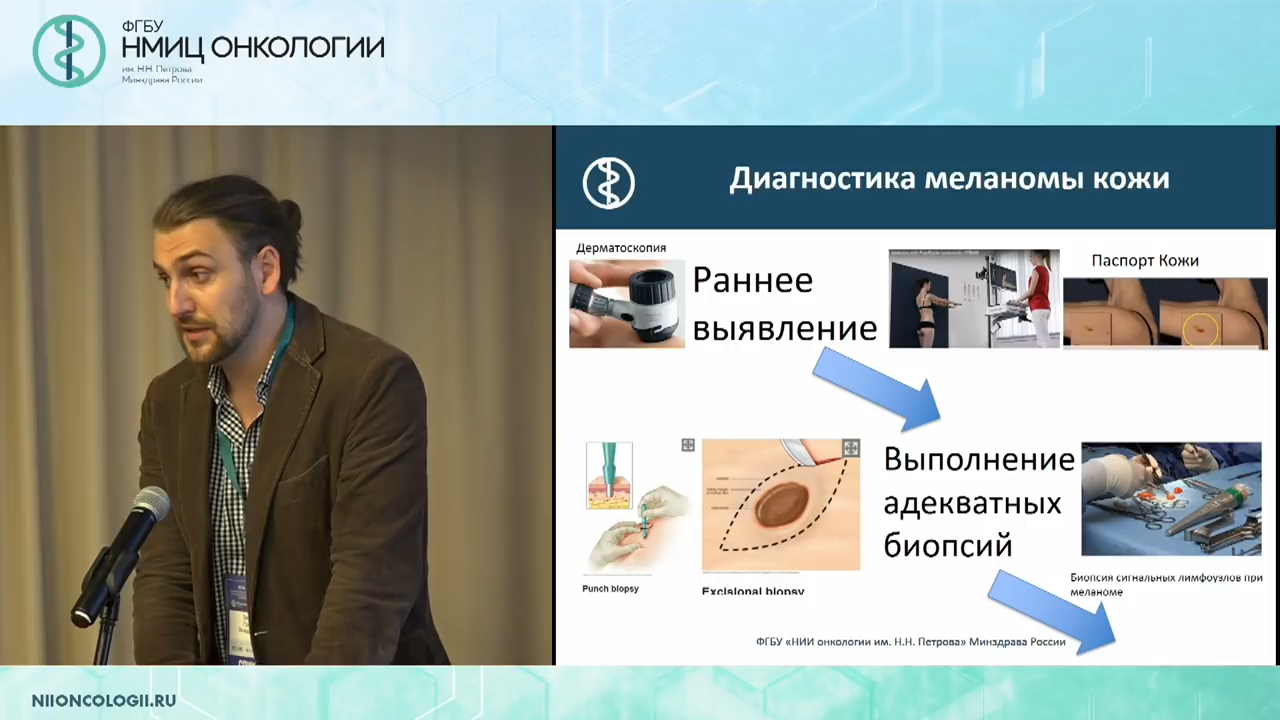 ФГБУ
НМИЦ ОНКОЛОГИИ
им. Н.Н. Петрова
Минздрава России
Диагностика меланомы кожи
Дерматоскопия
Раннее
выявление
Паспорт Кожи
Выполнение
адекватных
биопсий
Punch biopsy
Excisional biopsy
Биопсия сигнальных лимфоузлов при
меланоме
ФГБУ «НИИ онкологии им. Н.Н. Петрова» Минздрава России
NIIONCOLOGII.RU